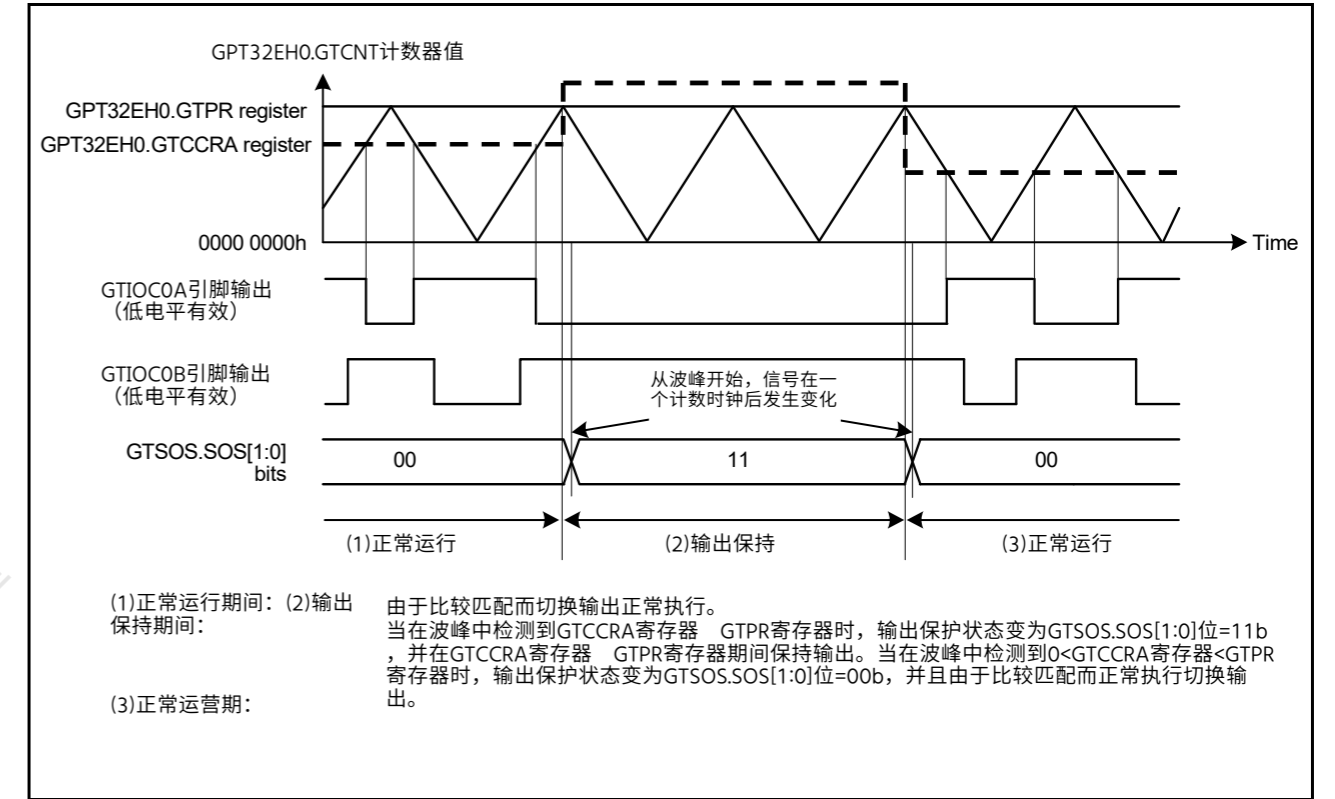 GPT32EH0.GTCNT计数器值
GPT32EH0.GTPR register
GPT32EH0.GTCCRA register
0000 0000h
Time
GTIOC0A引脚输出
（低电平有效）
GTIOC0B引脚输出
（低电平有效）
从波峰开始，信号在一
个计数时钟后发生变化
GTSOS.SOS[1:0]
bits
00
11
00
(1)正常运行
(2)输出保持
(3)正常运行
(1)正常运行期间：(2)输出
保持期间：
(3)正常运营期：
由于比较匹配而切换输出正常执行。
当在波峰中检测到GTCCRA寄存器 GTPR寄存器时，输出保护状态变为GTSOS.SOS[1:0]位=11b
，并在GTCCRA寄存器 GTPR寄存器期间保持输出。当在波峰中检测到0<GTCCRA寄存器<GTPR
寄存器时，输出保护状态变为GTSOS.SOS[1:0]位=00b，并且由于比较匹配而正常执行切换输
出。